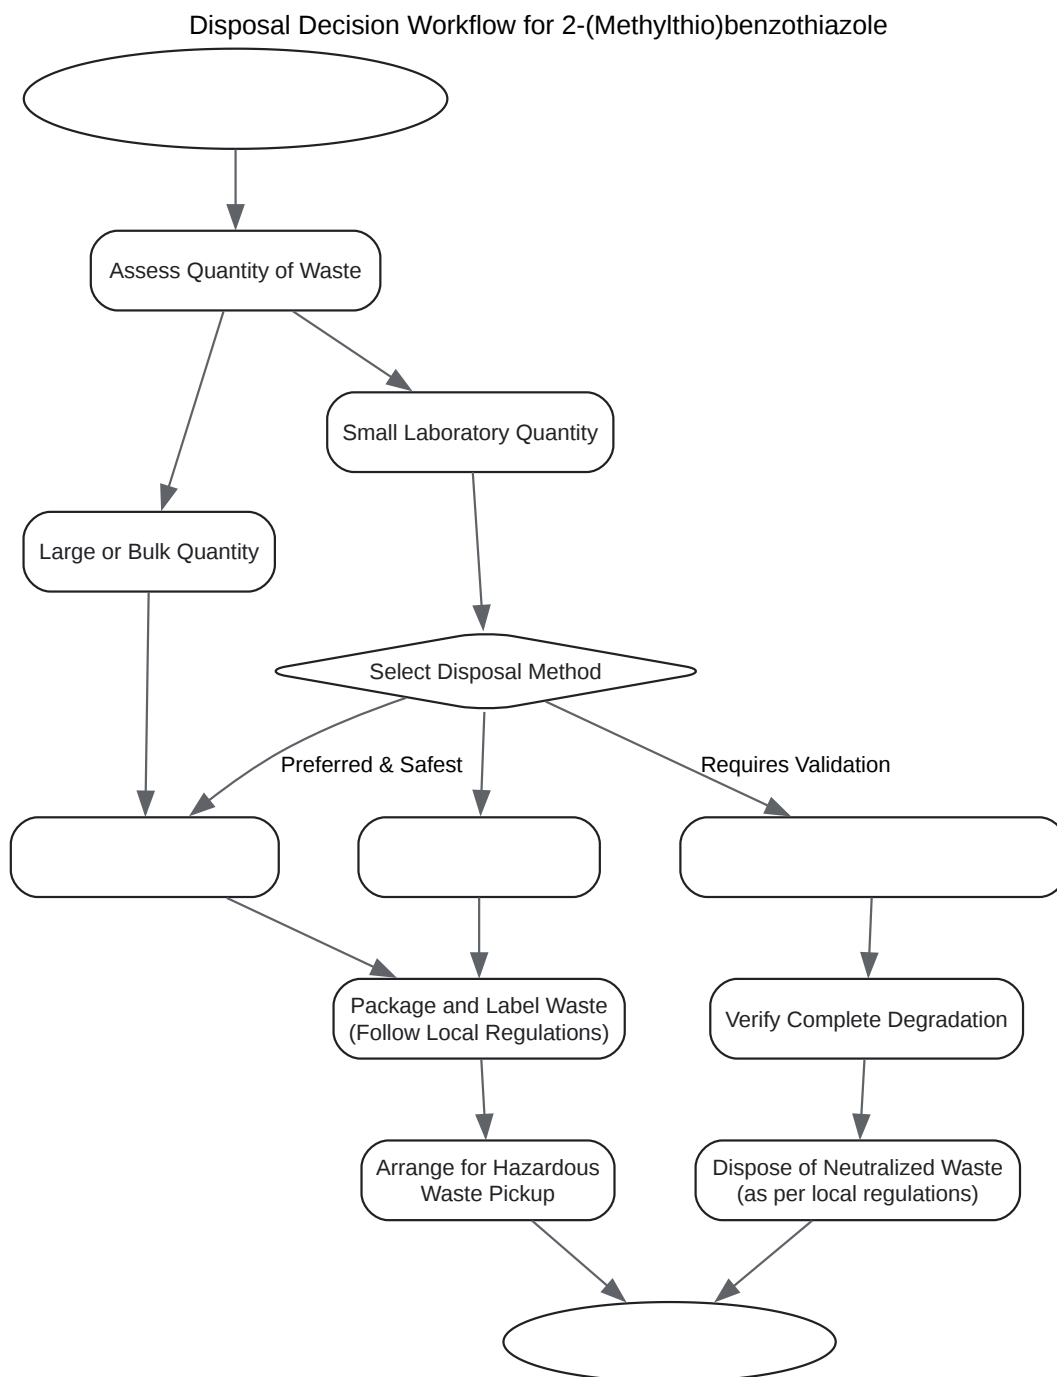 Disposal Decision Workflow for 2-(Methylthio)benzothiazole
Assess Quantity of Waste
Small Laboratory Quantity
Large or Bulk Quantity
Select Disposal Method
Preferred & Safest
Requires Validation
Package and Label Waste
(Follow Local Regulations)
Verify Complete Degradation
Arrange for Hazardous
Waste Pickup
Dispose of Neutralized Waste
(as per local regulations)